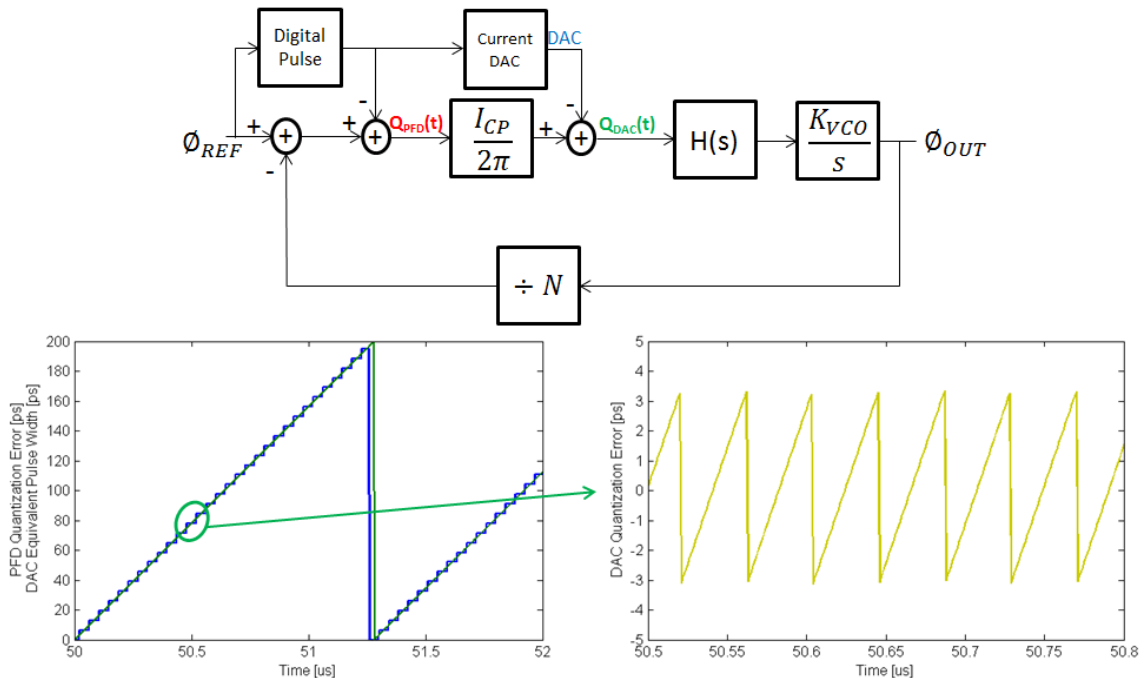 Digital
Pulse
Current
DAC
DAC
- -
+ + + Q_PFD(t) I_CP + Q_DAC(t) H(s) K_VCO
Ø_REF + + 2π + s Ø_OUT
-
÷ N
200
180
160
140
120
100
80
60
40
20
0
PFD Quantization Error [ps]
DAC Equivalent Pulse Width [ps]
50 50.5 51 51.5 52
Time [us]
5
4
3
2
1
0
-1
-2
-3
-4
-5
DAC Quantization Error [ps]
50.5 50.55 50.6 50.65 50.7 50.75 50.8
Time [us]